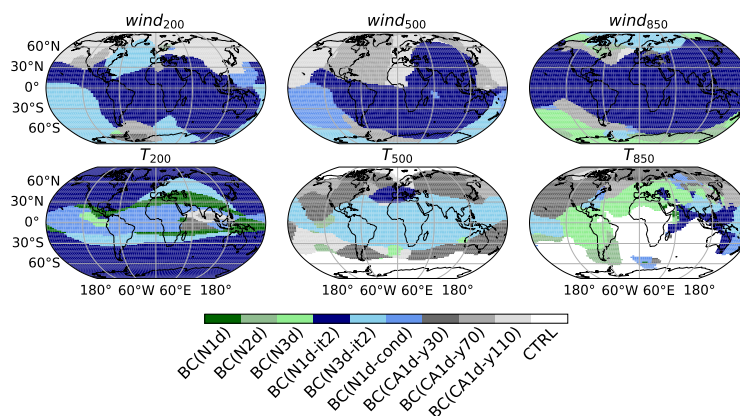 wind200 wind500 wind850
60°N
30°N
0°
30°S
60°S
T200 T500 T850
60°N
30°N
0°
30°S
60°S
180° 60°W 60°E 180° 180° 60°W 60°E 180° 180° 60°W 60°E 180°
BC(N1d)
BC(N2d)
BC(N3d)
BC(N1d-it2)
BC(N3d-it2)
BC(N1d-cond)
BC(CA1d-y30)
BC(CA1d-y70)
BC(CA1d-y110)
CTRL